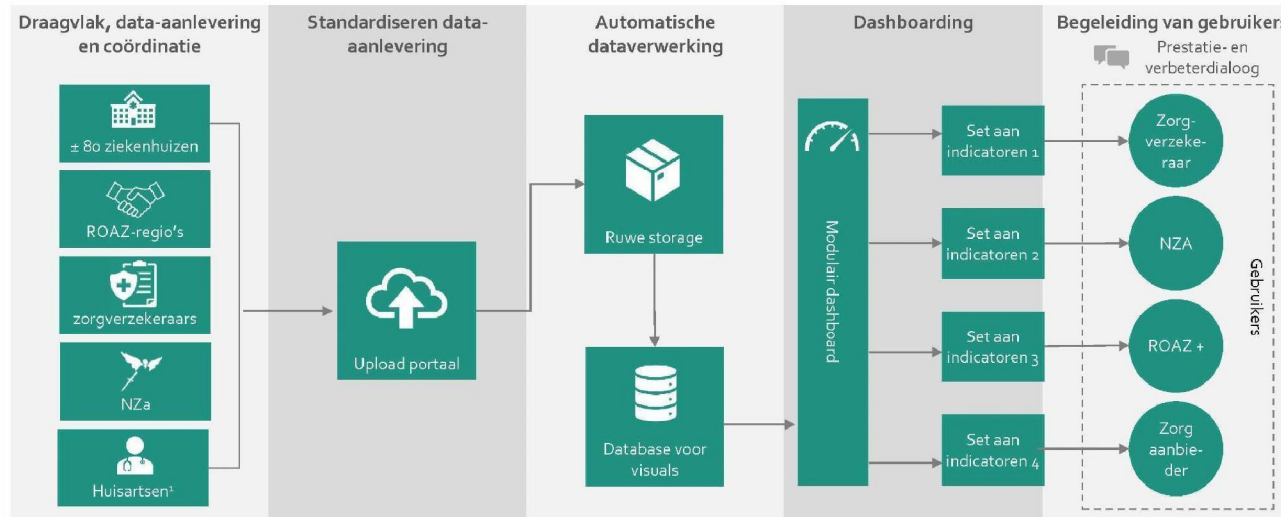 Draagvlak, data-aanlevering
en coördinatie
± 80 ziekenhuizen
ROAZ-regio's
zorgverzekeraars
NZa
Huisartsen¹
Standardiseren data-
aanlevering
Upload portaal
Automatische
dataverwerking
Ruwe storage
Database voor
visuals
Dashboarding
Modulair dashboard
Set aan
indicatoren 1
Set aan
indicatoren 2
Set aan
indicatoren 3
Set aan
indicatoren 4
Begeleiding van gebruikers
Prestatie- en
verbeterdialoog
Zorg-
verzeke-
raar
NZA
ROAZ +
Zorg
aanbie-
der
Gebruikers